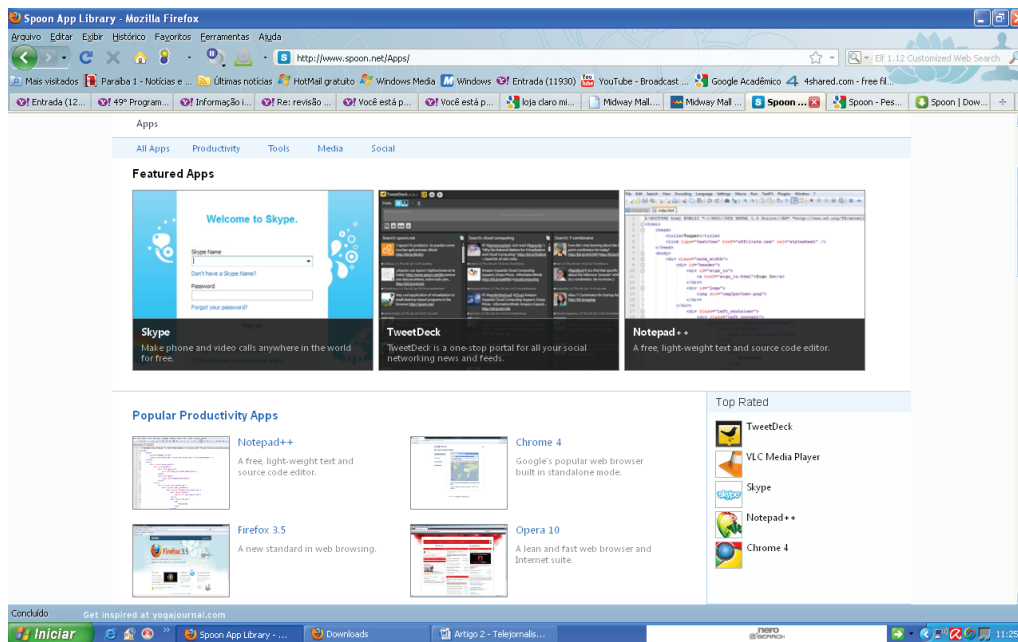 Spoon App Library - Mozilla Firefox
Arquivo Editar Exibir Histórico Favoritos Ferramentas Ajuda
http://www.spoon.net/Apps/
Elf 1.12 Customized Web Search
Mais visitados Paraíba 1 - Notícias e ... Últimas notícias HotMail gratuito Windows Media Windows Entrada (11930) YouTube - Broadcast ... Google Acadêmico 4shared.com - free fil...
Entrada (12... 49° Program... Informação i... Re: revisão ... Você está p... Você está p... loja claro mi... Midway Mall.... Midway Mall ... Spoon ... Spoon - Pes... Spoon | Dow...
Apps
All Apps Productivity Tools Media Social
Featured Apps
Welcome to Skype.
Skype Name
Don't have a Skype Name?
Password
Forgot your password?
Skype
Make phone and video calls anywhere in the world
for free.
TweetDeck
TweetDeck is a one-stop portal for all your social
networking news and feeds.
Notepad++
A free, light-weight text and source code editor.
Popular Productivity Apps
Notepad++
A free, light-weight text and
source code editor.
Chrome 4
Google's popular web browser
built in standalone mode.
Firefox 3.5
A new standard in web browsing.
Opera 10
A lean and fast web browser and
Internet suite.
Top Rated
TweetDeck
VLC Media Player
Skype
Notepad++
Chrome 4
Concluído Get inspired at yogajournal.com
Iniciar Spoon App Library - ... Downloads Artigo 2 - Telejornalis... nero SEARCH 11:25